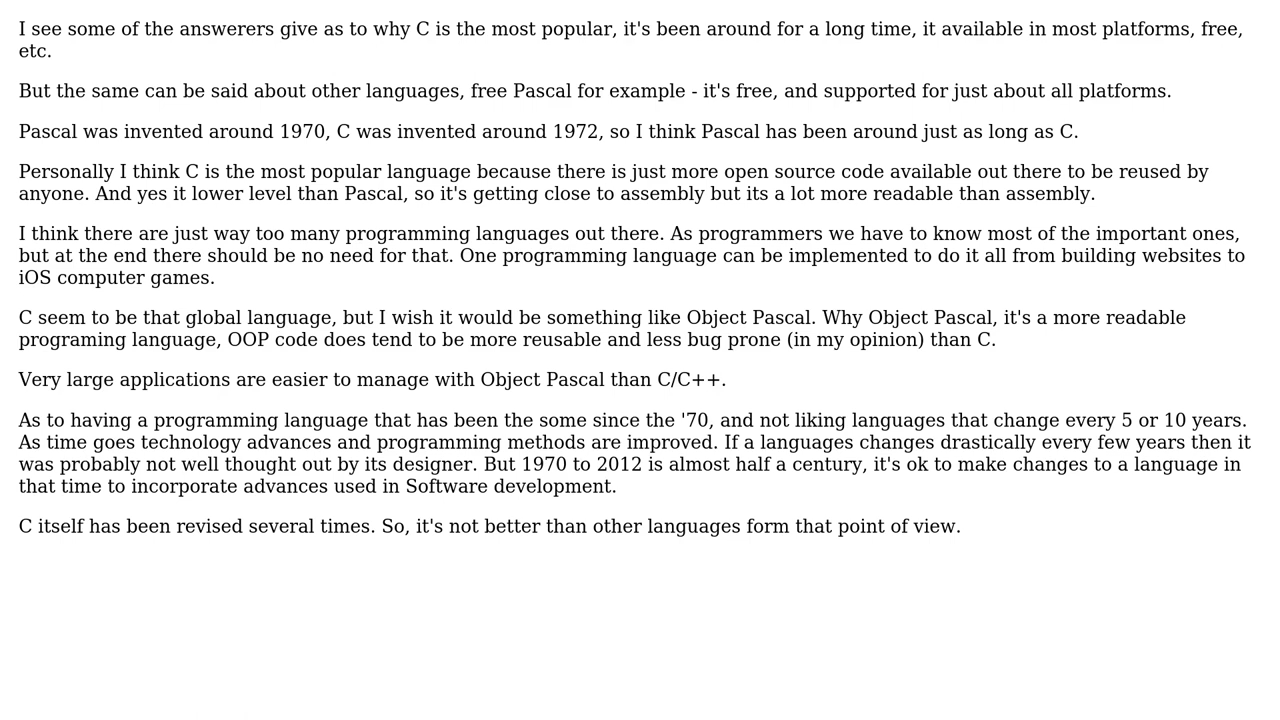 I see some of the answerers give as to why C is the most popular, it's been around for a long time, it available in most platforms, free,
etc.
But the same can be said about other languages, free Pascal for example - it's free, and supported for just about all platforms.
Pascal was invented around 1970, C was invented around 1972, so I think Pascal has been around just as long as C.
Personally I think C is the most popular language because there is just more open source code available out there to be reused by
anyone. And yes it lower level than Pascal, so it's getting close to assembly but its a lot more readable than assembly.
I think there are just way too many programming languages out there. As programmers we have to know most of the important ones,
but at the end there should be no need for that. One programming language can be implemented to do it all from building websites to
iOS computer games.
C seem to be that global language, but I wish it would be something like Object Pascal. Why Object Pascal, it's a more readable
programing language, OOP code does tend to be more reusable and less bug prone (in my opinion) than C.
Very large applications are easier to manage with Object Pascal than C/C++.
As to having a programming language that has been the some since the '70, and not liking languages that change every 5 or 10 years.
As time goes technology advances and programming methods are improved. If a languages changes drastically every few years then it
was probably not well thought out by its designer. But 1970 to 2012 is almost half a century, it's ok to make changes to a language in
that time to incorporate advances used in Software development.
C itself has been revised several times. So, it's not better than other languages form that point of view.